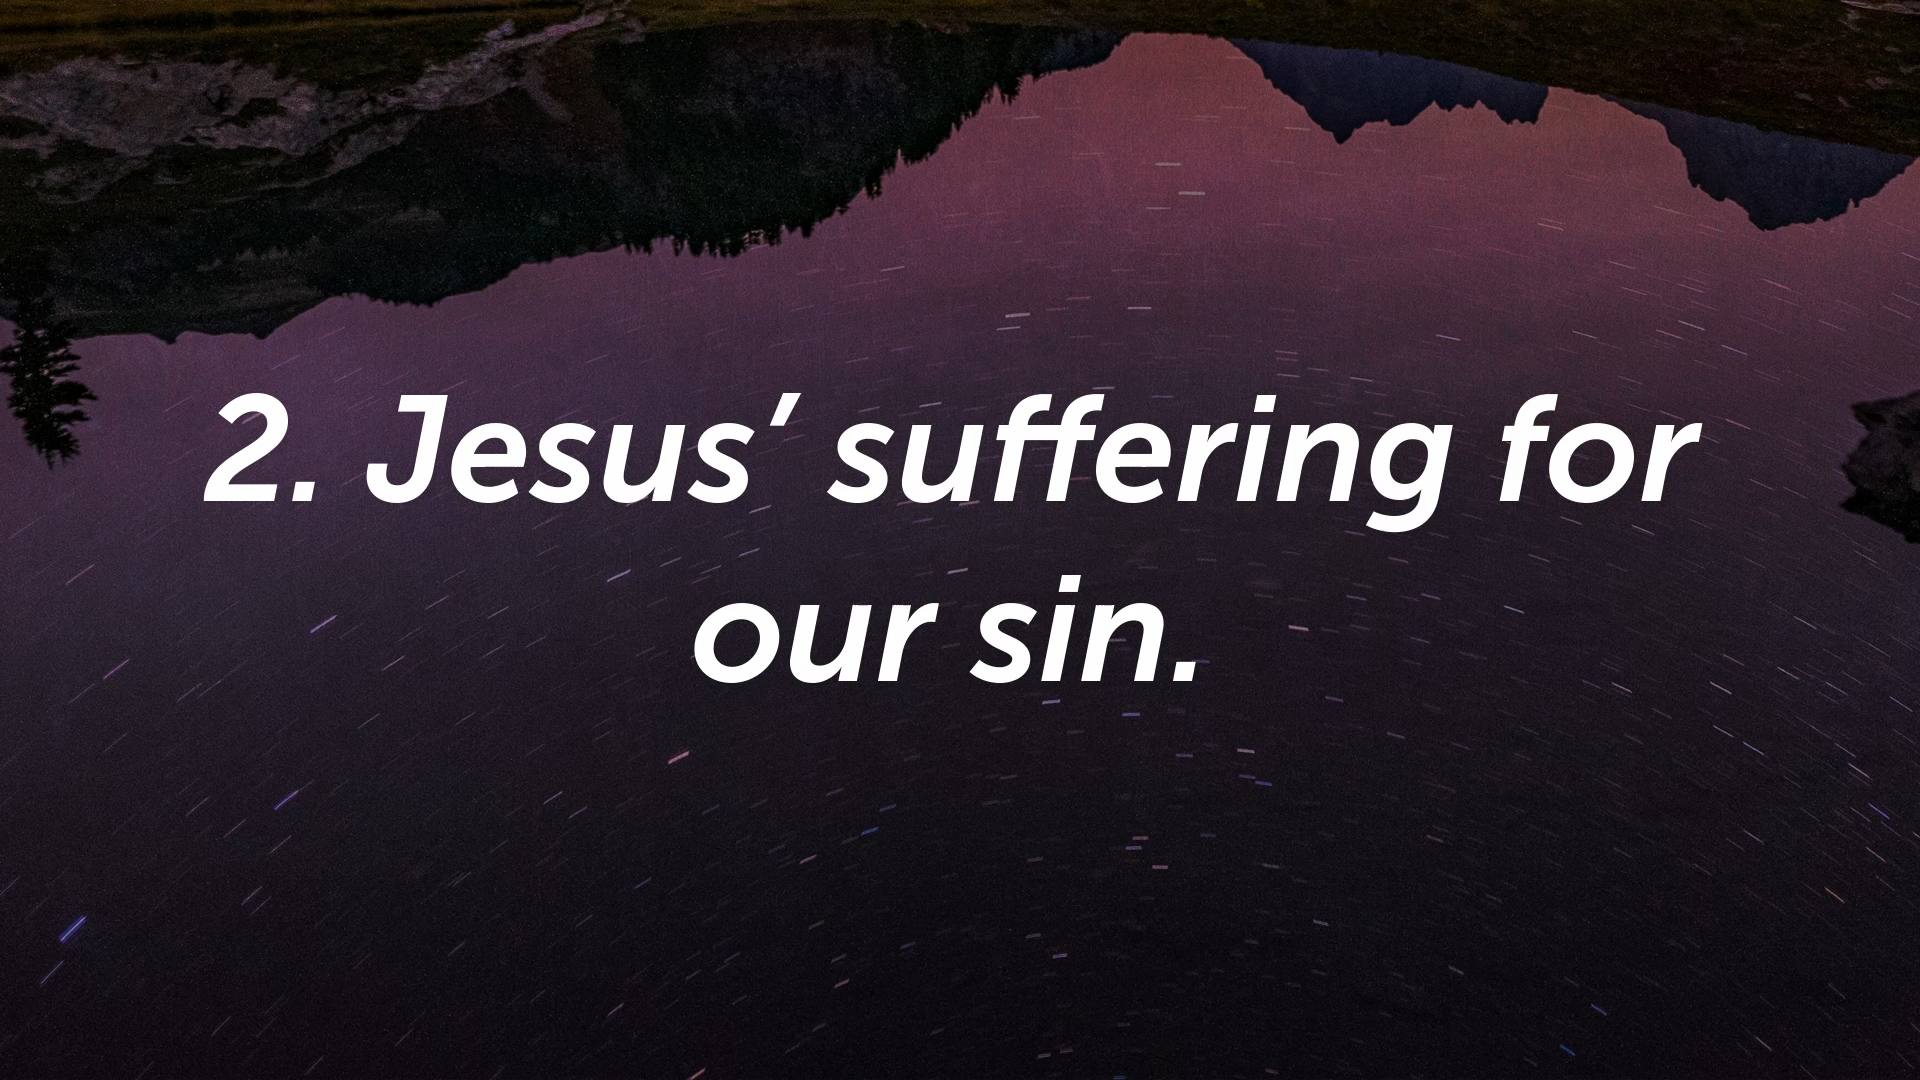 2. Jesus’ suffering for
our sin.